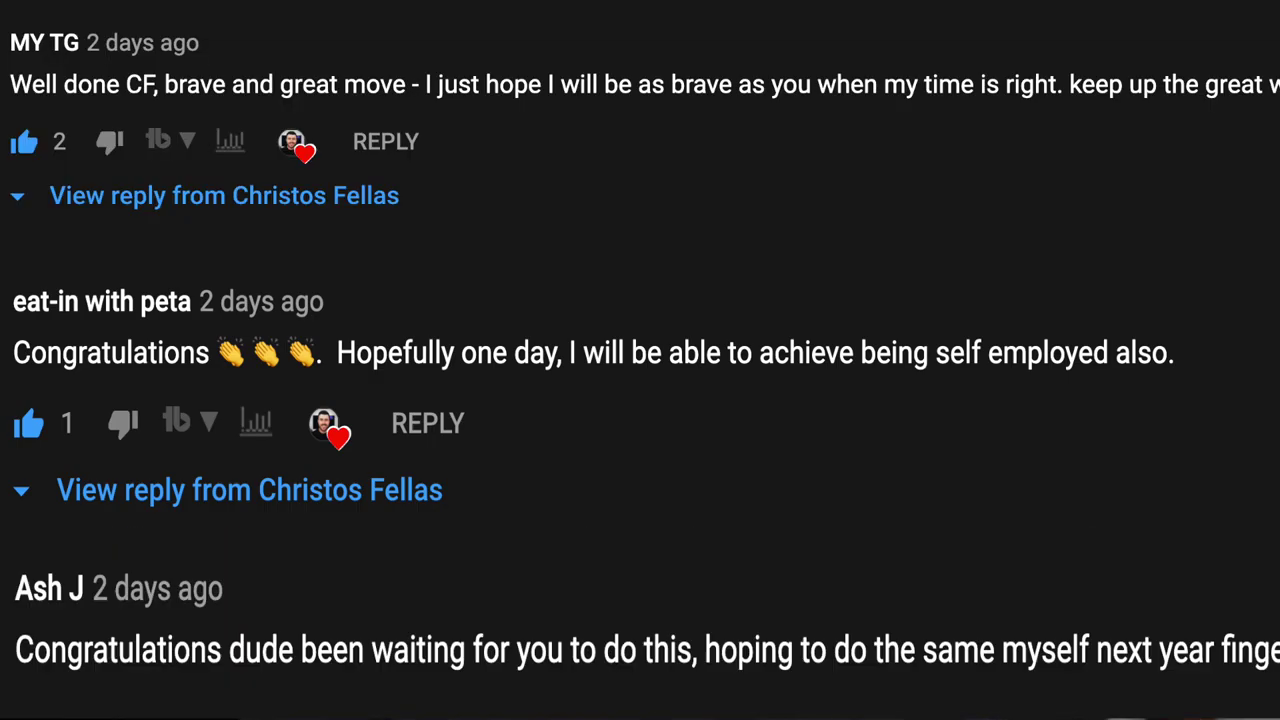 MY TG 2 days ago
Well done CF, brave and great move - I just hope I will be as brave as you when my time is right. keep up the great
2 REPLY
View reply from Christos Fellas
eat-in with peta 2 days ago
Congratulations 👏👏👏. Hopefully one day, I will be able to achieve being self employed also.
1 REPLY
View reply from Christos Fellas
Ash J 2 days ago
Congratulations dude been waiting for you to do this, hoping to do the same myself next year